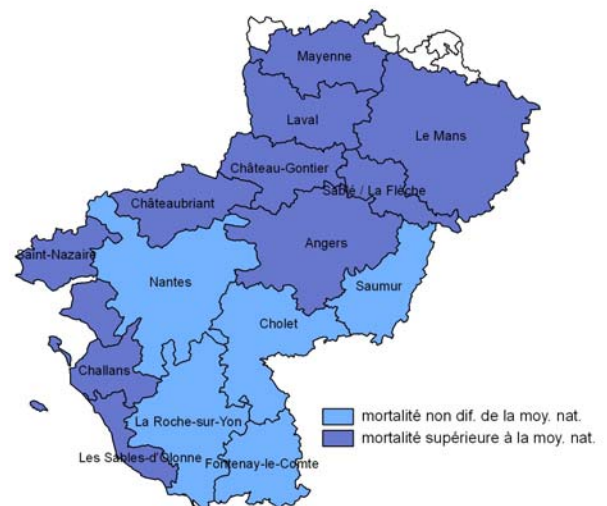 Mayenne
Laval
Le Mans
Château-Gontier
Sablé / La Flèche
Châteaubriant
Saint-Nazaire
Angers
Nantes
Saumur
Cholet
Challans
La Roche-sur-Yon
Les Sables-d'Olonne
Fontenay-le-Comte
mortalité non dif. de la moy. nat.
mortalité supérieure à la moy. nat.